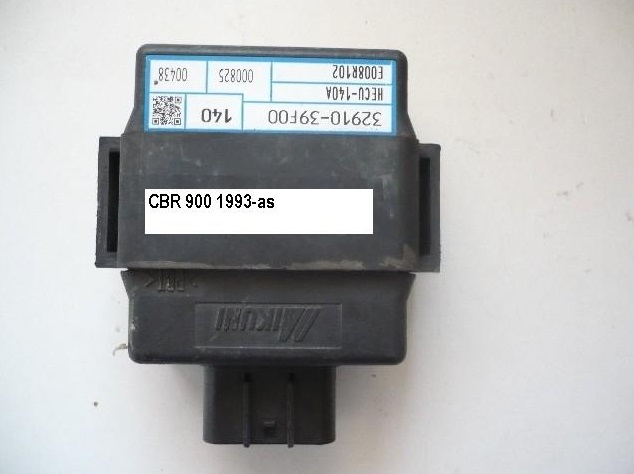 32910-39F00 140
HECU-140A
E008R102 000825 00438
CBR 900 1993-as
MIKUNI